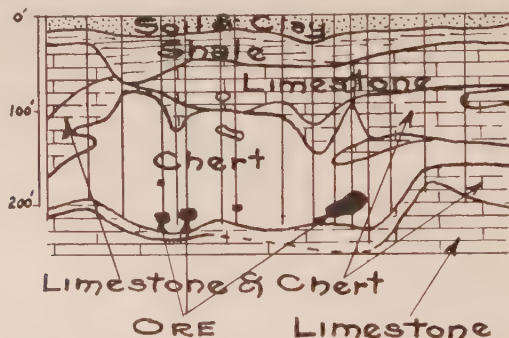 0'
Soil & Clay
Shale
Limestone
100'
Chert
200'
Limestone & Chert
ORE Limestone